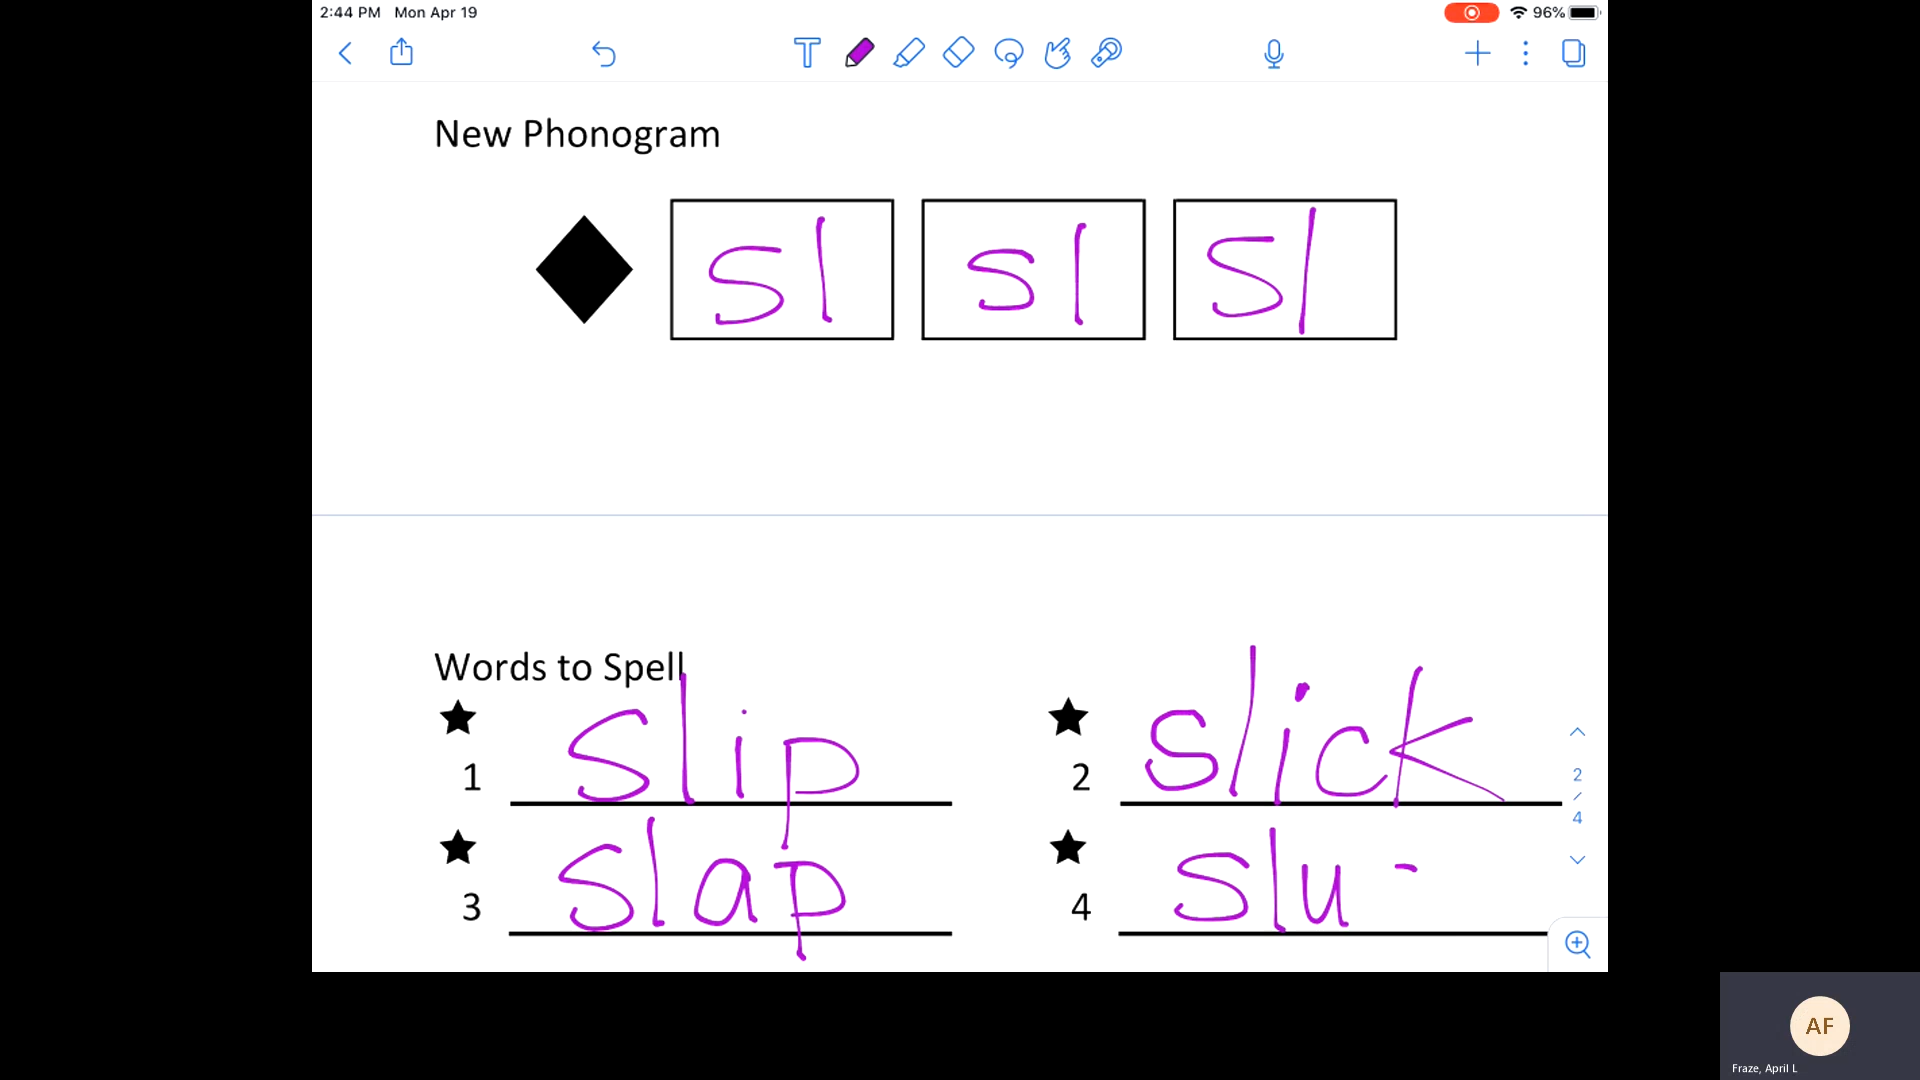 2:44 PM Mon Apr 19 96%
New Phonogram
sl sl sl
Words to Spell
1 slip 2 slick
2
4
3 slap 4 slu
AF
Fraze, April L